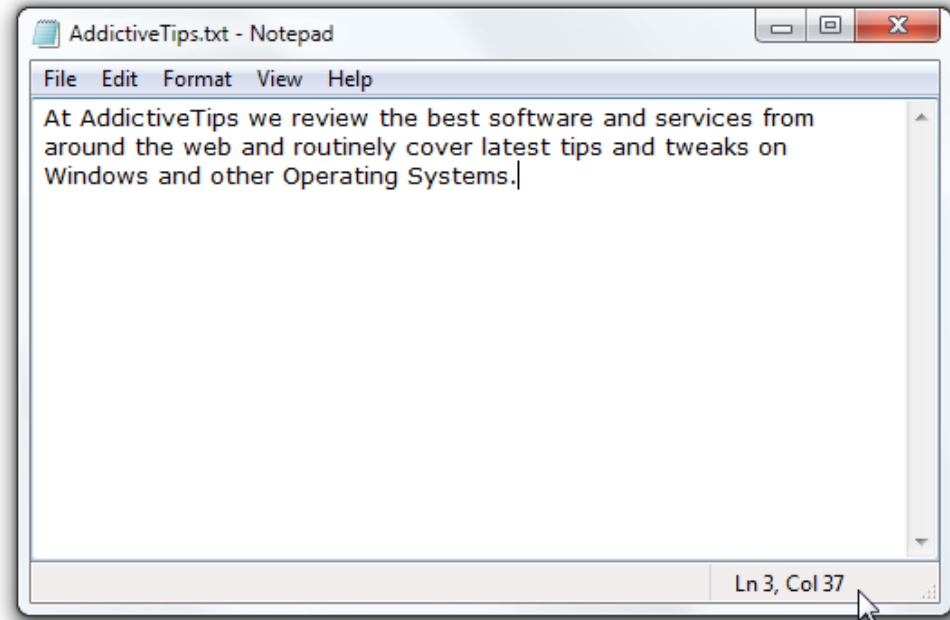 AddictiveTips.txt - Notepad
File Edit Format View Help
At AddictiveTips we review the best software and services from
around the web and routinely cover latest tips and tweaks on
Windows and other Operating Systems.
Ln 3, Col 37